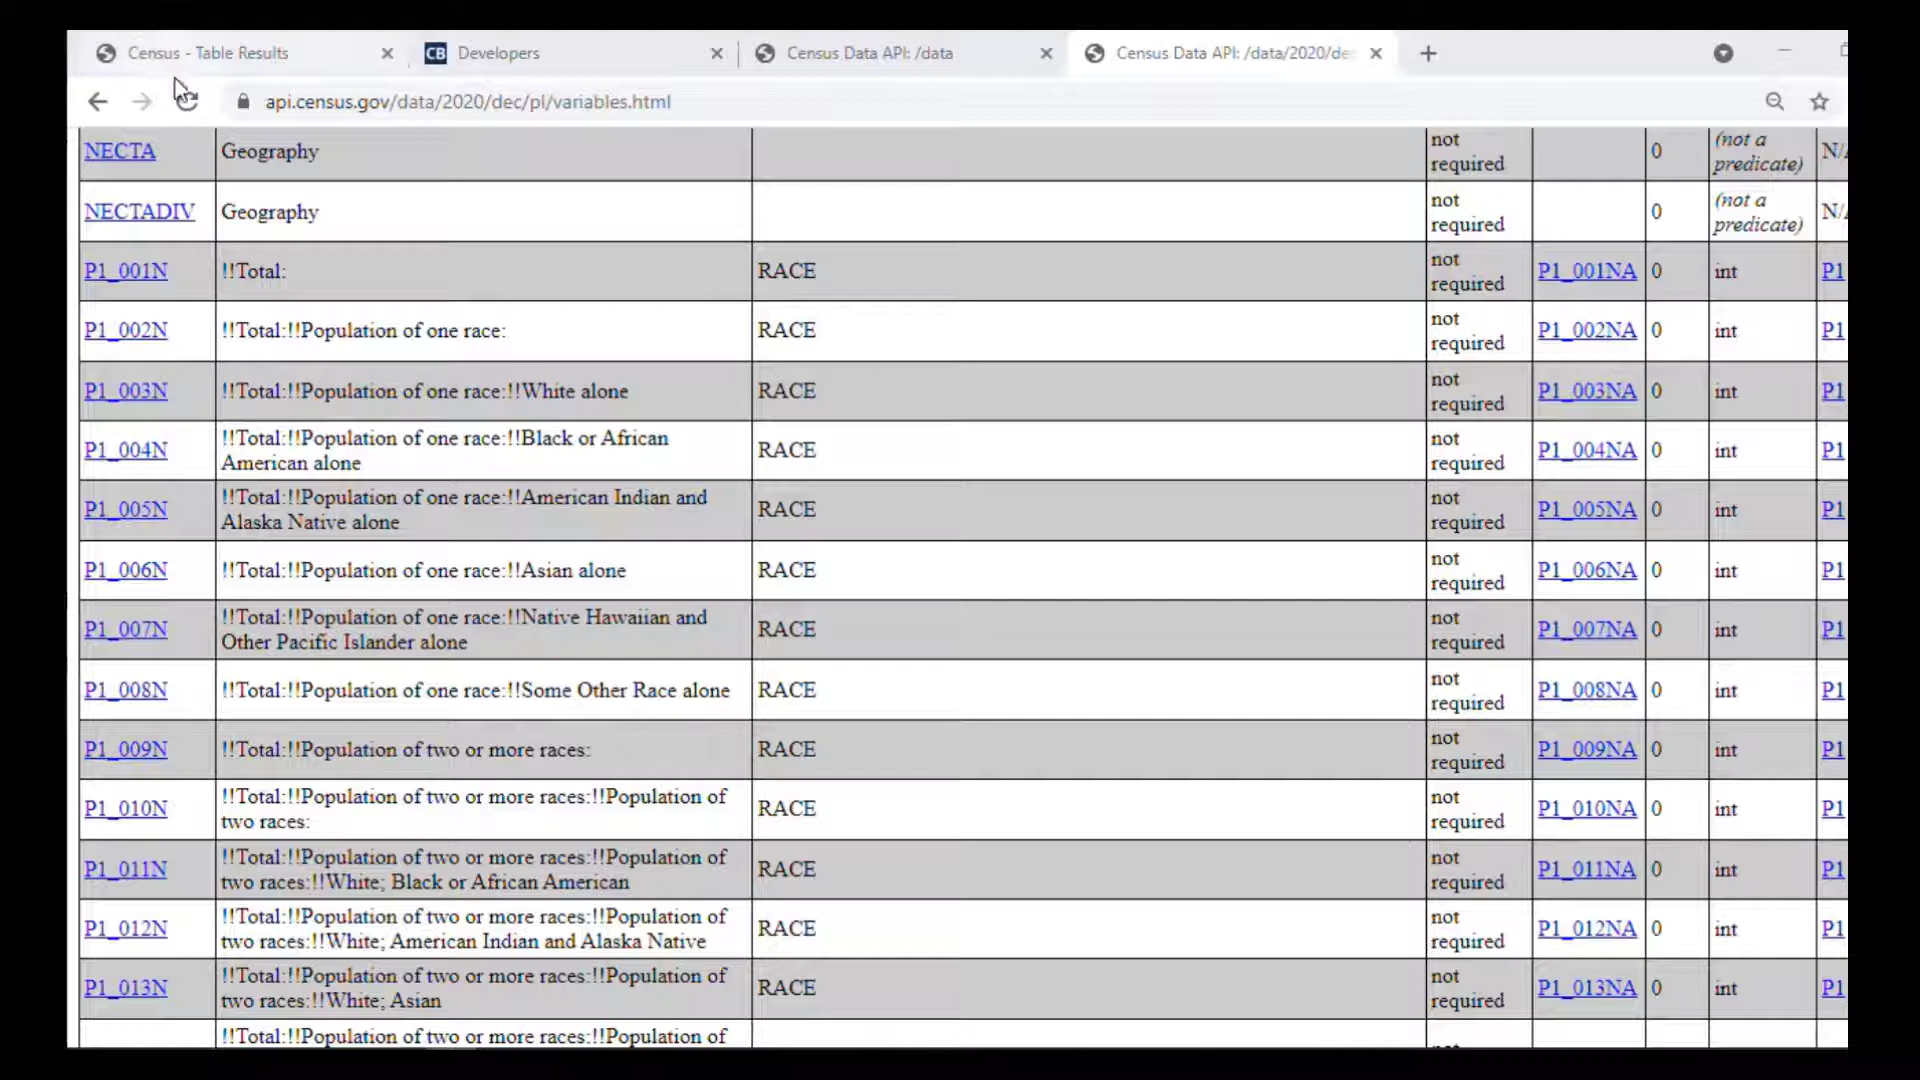 Census - Table Results
CB Developers
Census Data API: /data
Census Data API: /data/2020/de
api.census.gov/data/2020/dec/pl/variables.html
NECTA Geography not required 0 (not a predicate) N/
NECTADIV Geography not required 0 (not a predicate) N/
P1_001N !!Total: RACE not required P1_001NA 0 int P1
P1_002N !!Total:!!Population of one race: RACE not required P1_002NA 0 int P1
P1_003N !!Total:!!Population of one race:!!White alone RACE not required P1_003NA 0 int P1
P1_004N !!Total:!!Population of one race:!!Black or African American alone RACE not required P1_004NA 0 int P1
P1_005N !!Total:!!Population of one race:!!American Indian and Alaska Native alone RACE not required P1_005NA 0 int P1
P1_006N !!Total:!!Population of one race:!!Asian alone RACE not required P1_006NA 0 int P1
P1_007N !!Total:!!Population of one race:!!Native Hawaiian and Other Pacific Islander alone RACE not required P1_007NA 0 int P1
P1_008N !!Total:!!Population of one race:!!Some Other Race alone RACE not required P1_008NA 0 int P1
P1_009N !!Total:!!Population of two or more races: RACE not required P1_009NA 0 int P1
P1_010N !!Total:!!Population of two or more races:!!Population of two races: RACE not required P1_010NA 0 int P1
P1_011N !!Total:!!Population of two or more races:!!Population of two races:!!White; Black or African American RACE not required P1_011NA 0 int P1
P1_012N !!Total:!!Population of two or more races:!!Population of two races:!!White; American Indian and Alaska Native RACE not required P1_012NA 0 int P1
P1_013N !!Total:!!Population of two or more races:!!Population of two races:!!White; Asian RACE not required P1_013NA 0 int P1
!!Total:!!Population of two or more races:!!Population of